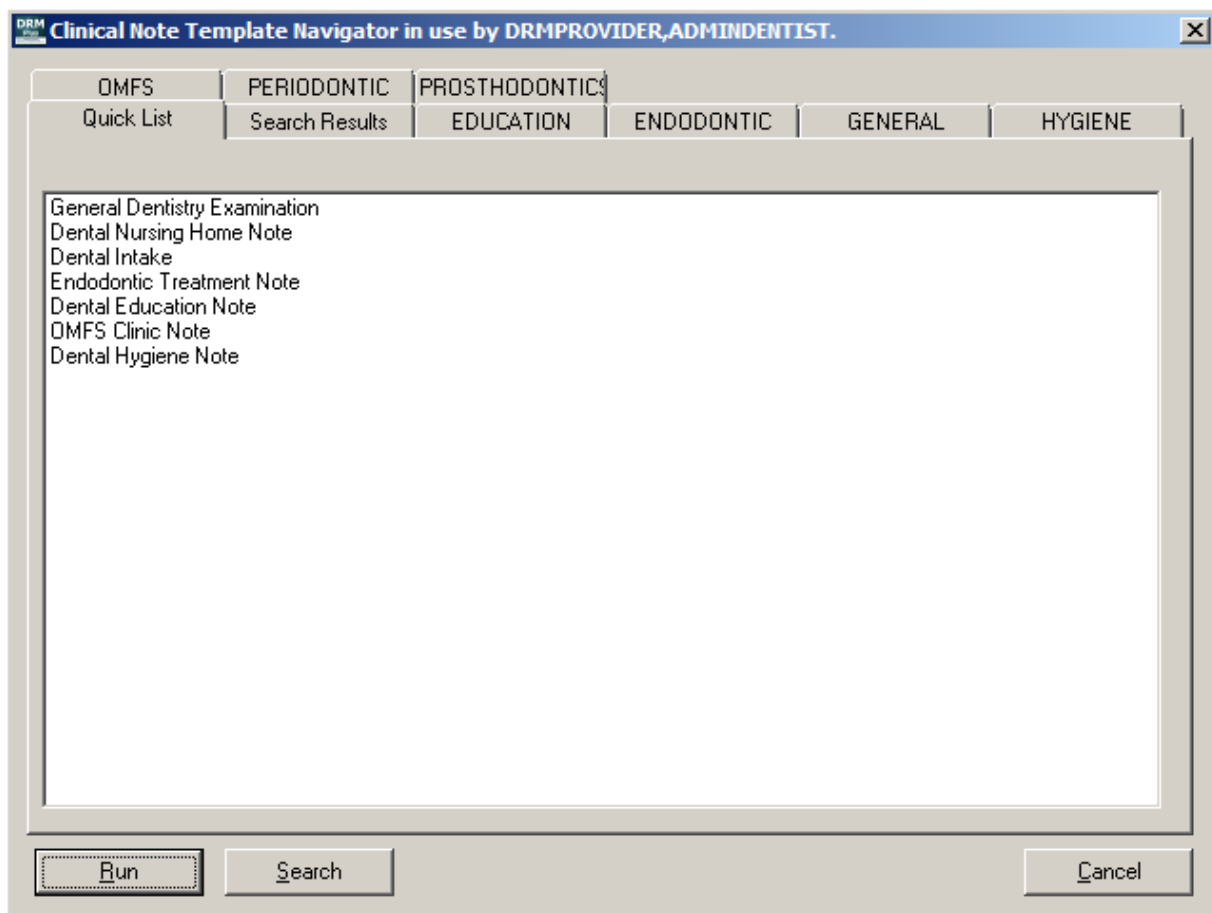 DRM Plus Clinical Note Template Navigator in use by DRMPROVIDER,ADMINDENTIST.
OMFS PERIODONTIC PROSTHODONTICS
Quick List Search Results EDUCATION ENDODONTIC GENERAL HYGIENE
General Dentistry Examination
Dental Nursing Home Note
Dental Intake
Endodontic Treatment Note
Dental Education Note
OMFS Clinic Note
Dental Hygiene Note
Run Search Cancel